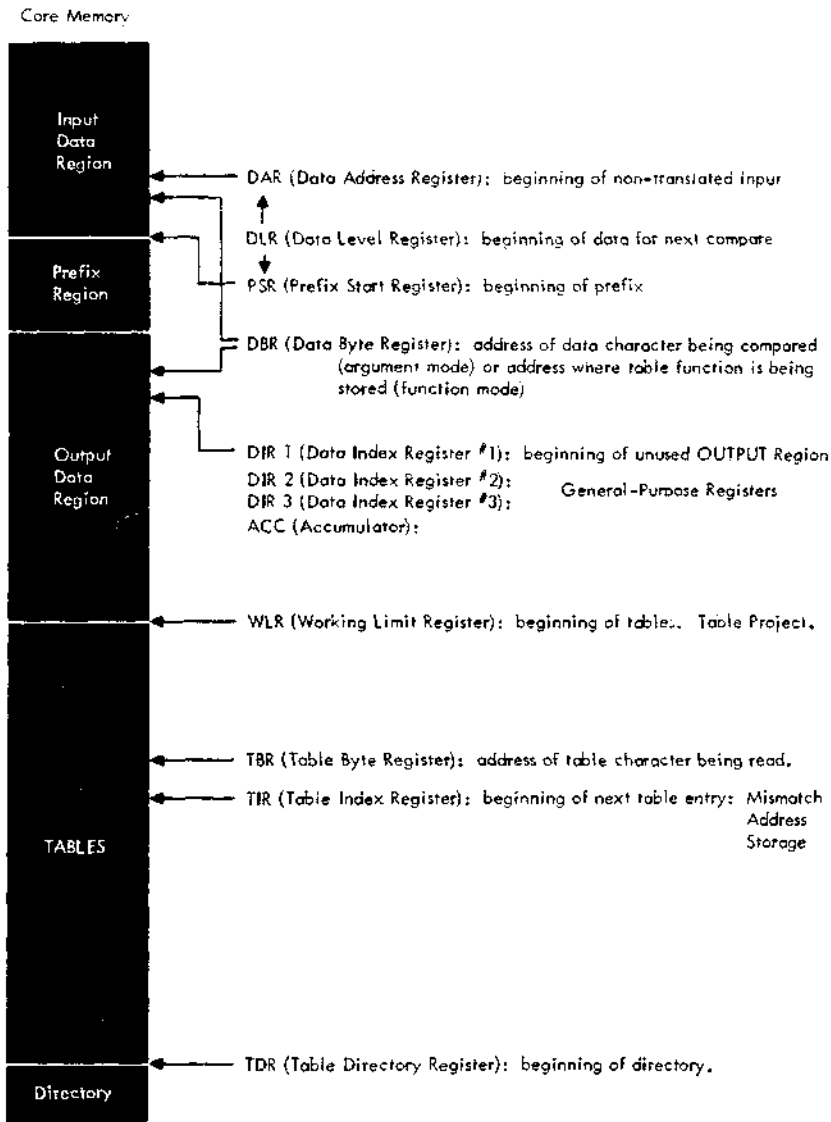 Core Memory
Input
Data
Region
DAR (Data Address Register): beginning of non-translated input
DLR (Data Level Register): beginning of data for next compare
Prefix
Region
PSR (Prefix Start Register): beginning of prefix
DBR (Data Byte Register): address of data character being compared
(argument mode) or address where table function is being
stored (function mode)
Output
Data
Region
DIR 1 (Data Index Register #1): beginning of unused OUTPUT Region
DIR 2 (Data Index Register #2):
DIR 3 (Data Index Register #3):
General-Purpose Registers
ACC (Accumulator):
WLR (Working Limit Register): beginning of tables. Table Project.
TBR (Table Byte Register): address of table character being read.
TIR (Table Index Register): beginning of next table entry: Mismatch
Address
Storage
TABLES
TDR (Table Directory Register): beginning of directory.
Directory